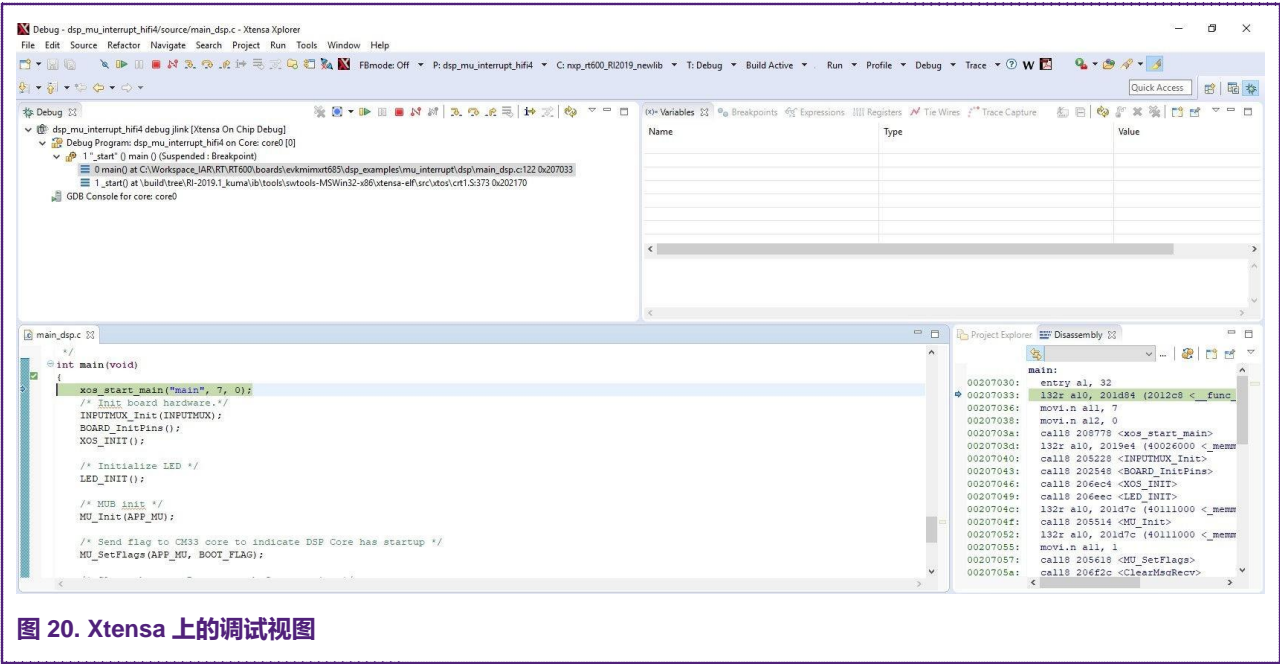 Debug - dsp_mu_interrupt_hifi4/source/main_dsp.c - Xtensa Xplorer
File Edit Source Refactor Navigate Search Project Run Tools Window Help
FBmode: Off P: dsp_mu_interrupt_hifi4 C: nxp_rt600_RI2019_newlib T: Debug Build Active Run Profile Debug Trace
Quick Access
Debug
(x)= Variables Breakpoints Expressions Registers Tie Wires Trace Capture
dsp_mu_interrupt_hifi4 debug jlink [Xtensa On Chip Debug]
Debug Program: dsp_mu_interrupt_hifi4 on Core: core0 [0]
1 "_start" () main () (Suspended : Breakpoint)
0 main() at C:\Workspace_IAR\RT\RT600\boards\evkmimxrt685\dsp_examples\mu_interrupt\dsp\main_dsp.c:122 0x207033
1 _start() at \build\tree\RI-2019.1_kuma\ib\tools\swtools-MSWin32-x86\xtensa-elf\src\xtos\crt1.S:373 0x202170
GDB Console for core: core0
Name Type Value
main_dsp.c
*/
int main(void)
{
xos_start_main("main", 7, 0);
/* Init board hardware.*/
INPUTMUX_Init(INPUTMUX);
BOARD_InitPins();
XOS_INIT();
/* Initialize LED */
LED_INIT();
/* MUB init */
MU_Init(APP_MU);
/* Send flag to CM33 core to indicate DSP Core has startup */
MU_SetFlags(APP_MU, BOOT_FLAG);
Project Explorer Disassembly
main:
00207030: entry a1, 32
00207033: l32r a10, 201d84 (2012c8 <__func_
00207036: movi.n a11, 7
00207038: movi.n a12, 0
0020703a: call8 208778 <xos_start_main>
0020703d: l32r a10, 2019e4 (40026000 <_memm
00207040: call8 205228 <INPUTMUX_Init>
00207043: call8 202548 <BOARD_InitPins>
00207046: call8 206ec4 <XOS_INIT>
00207049: call8 206eec <LED_INIT>
0020704c: l32r a10, 201d7c (40111000 <_memm
0020704f: call8 205514 <MU_Init>
00207052: l32r a10, 201d7c (40111000 <_memm
00207055: movi.n a11, 1
00207057: call8 205618 <MU_SetFlags>
0020705a: call8 206f2c <ClearMsgRecv>
图 20. Xtensa 上的调试视图